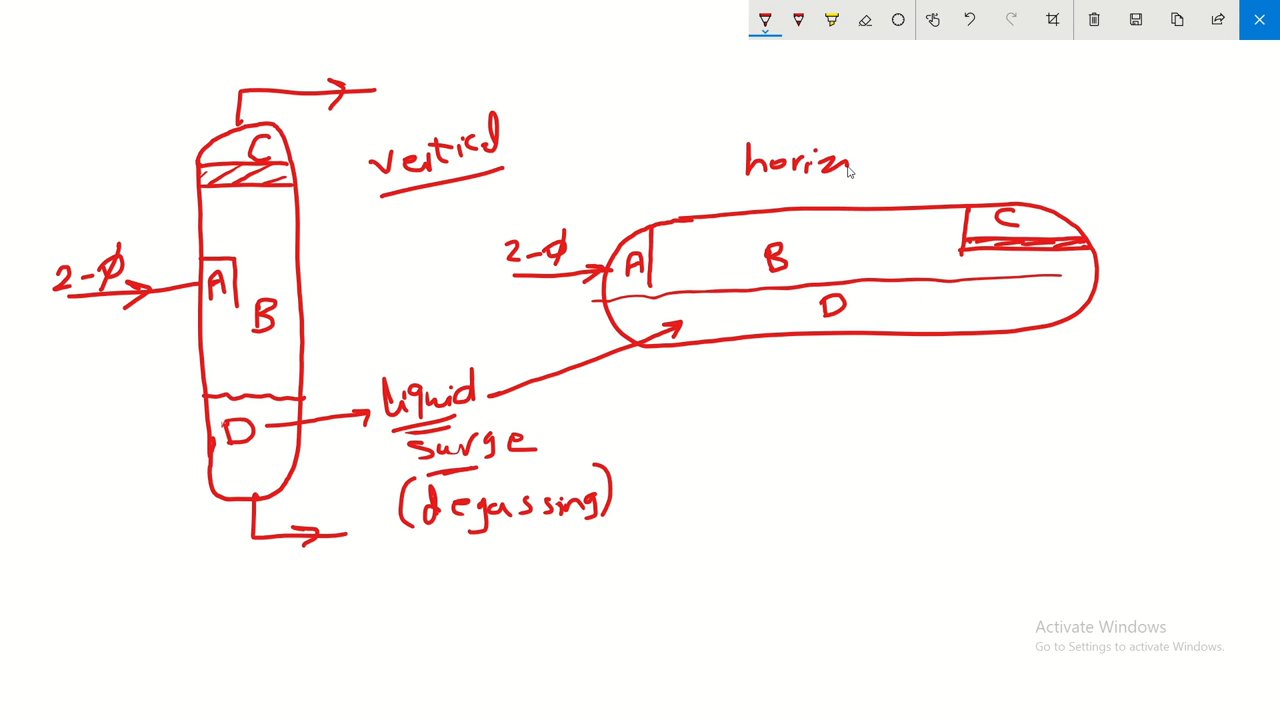 C
vertical
horiz
2-ϕ
A
B
D
liquid
surge
(degassing)
2-ϕ
A
B
C
D
Activate Windows
Go to Settings to activate Windows.